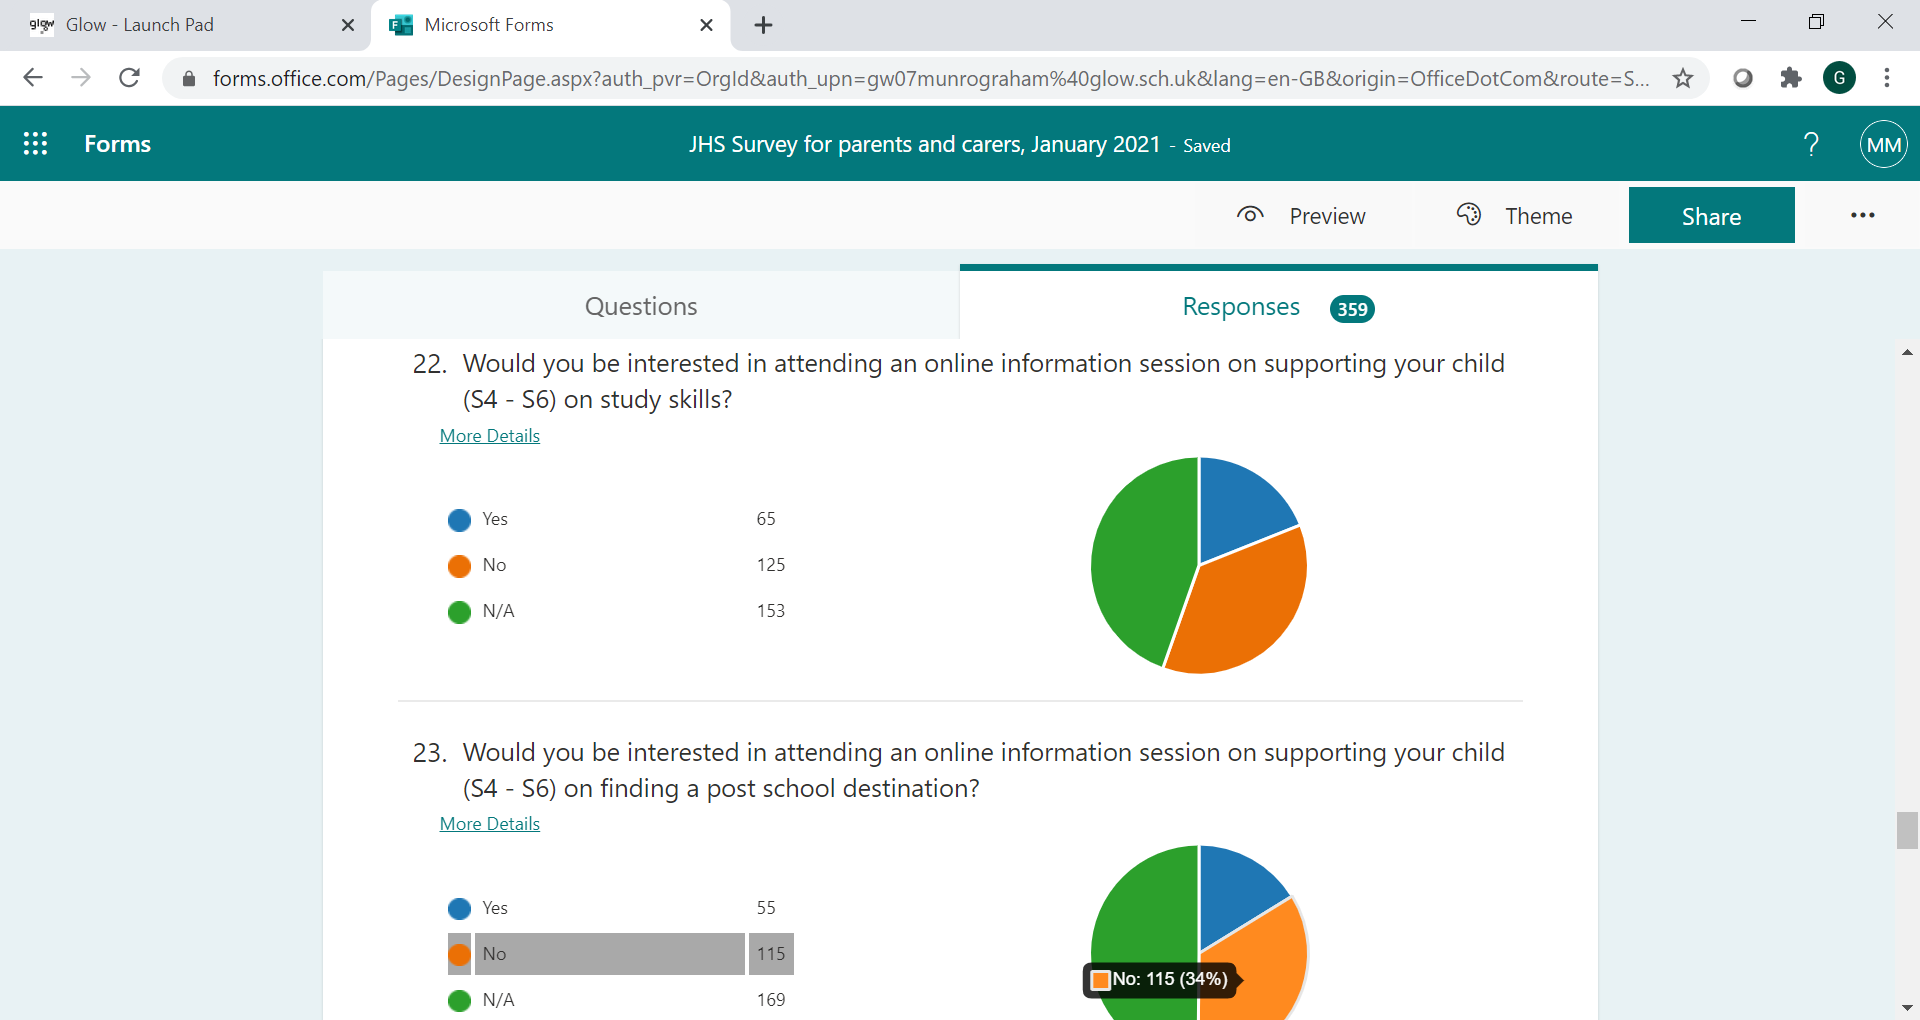 glow Glow - Launch Pad
Microsoft Forms
forms.office.com/Pages/DesignPage.aspx?auth_pvr=OrgId&auth_upn=gw07munrograham%40glow.sch.uk&lang=en-GB&origin=OfficeDotCom&route=S...
G
Forms
JHS Survey for parents and carers, January 2021 - Saved
? MM
Preview Theme Share
Questions
Responses 359
22. Would you be interested in attending an online information session on supporting your child
(S4 - S6) on study skills?
More Details
Yes 65
No 125
N/A 153
23. Would you be interested in attending an online information session on supporting your child
(S4 - S6) on finding a post school destination?
More Details
Yes 55
No 115
No: 115 (34%)
N/A 169